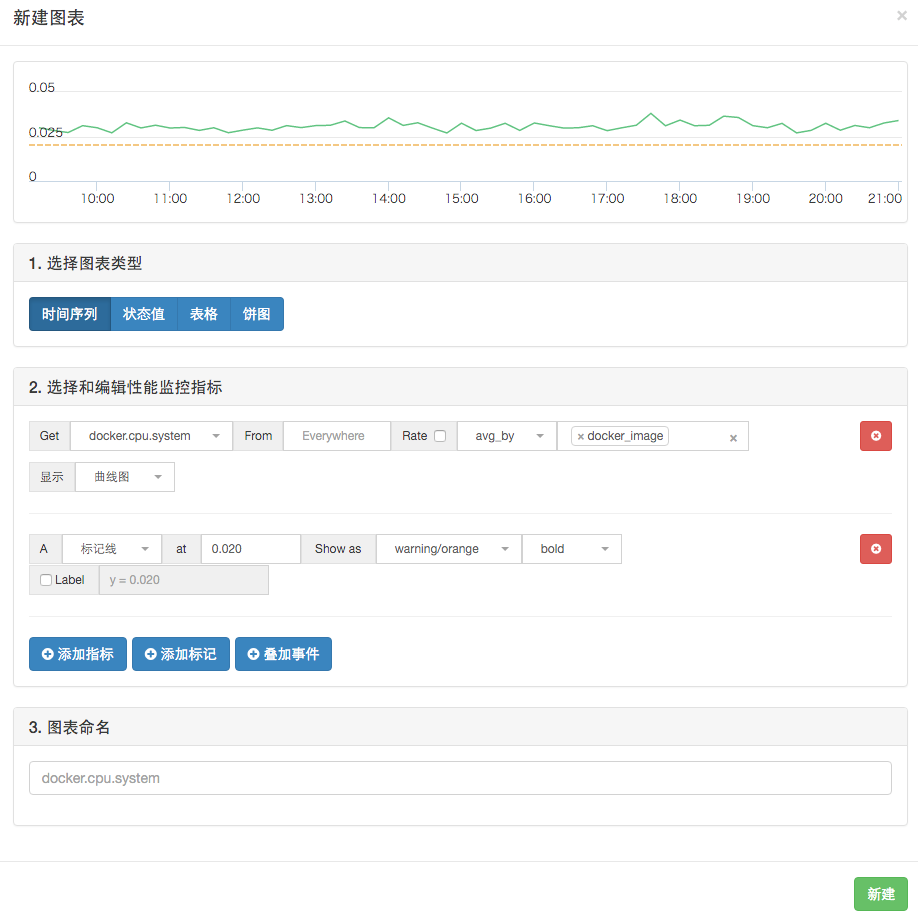 新建图表 ×
0.05
0.025
0
10:00 11:00 12:00 13:00 14:00 15:00 16:00 17:00 18:00 19:00 20:00 21:00
1. 选择图表类型
时间序列 状态值 表格 饼图
2. 选择和编辑性能监控指标
Get docker.cpu.system From Everywhere Rate avg_by × docker_image ×
显示 曲线图
A 标记线 at 0.020 Show as warning/orange bold
Label y = 0.020
添加指标 添加标记 叠加事件
3. 图表命名
docker.cpu.system
新建